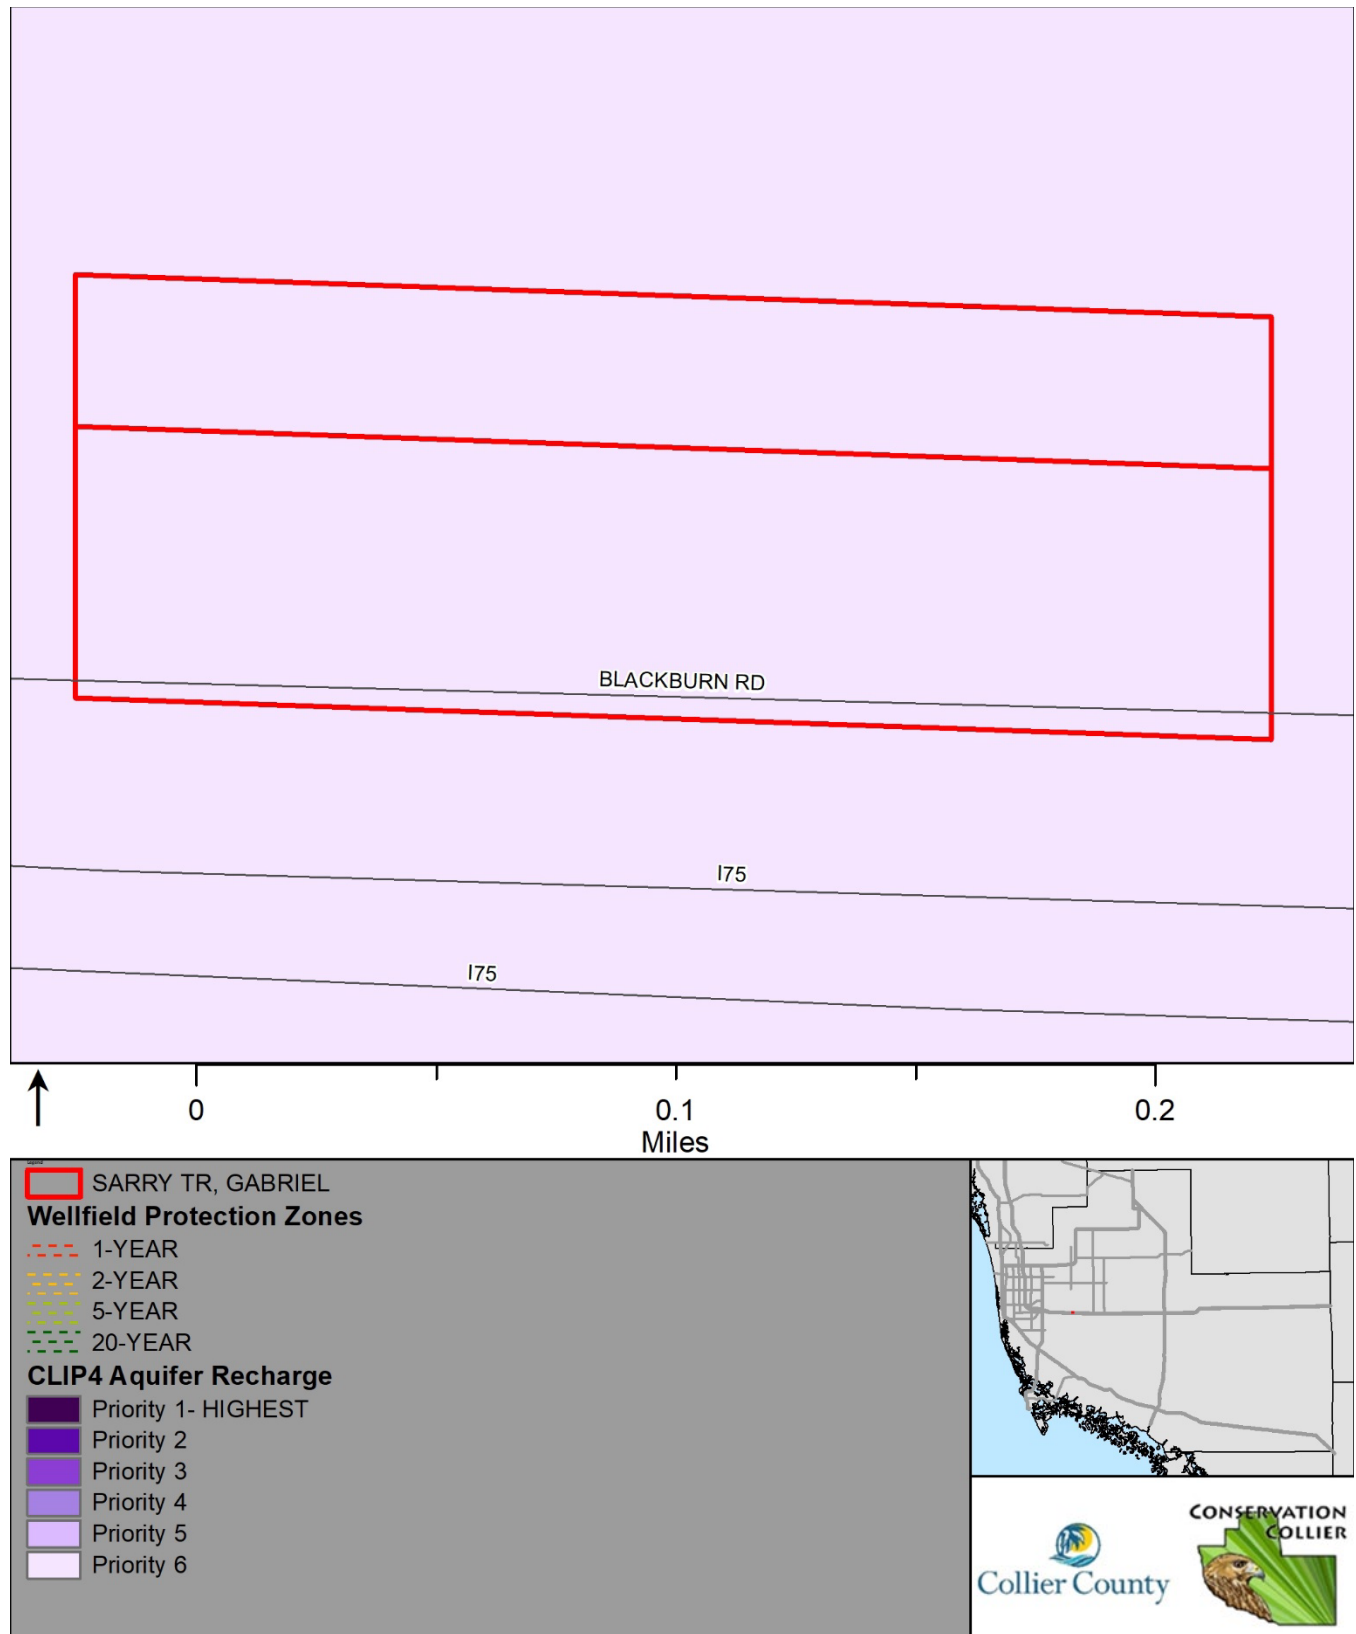 BLACKBURN RD
I75
I75
0 0.1 0.2
Miles
SARRY TR, GABRIEL
Wellfield Protection Zones
1-YEAR
2-YEAR
5-YEAR
20-YEAR
CLIP4 Aquifer Recharge
Priority 1- HIGHEST
Priority 2
Priority 3
Priority 4
Priority 5
Priority 6
Collier County
CONSERVATION
COLLIER